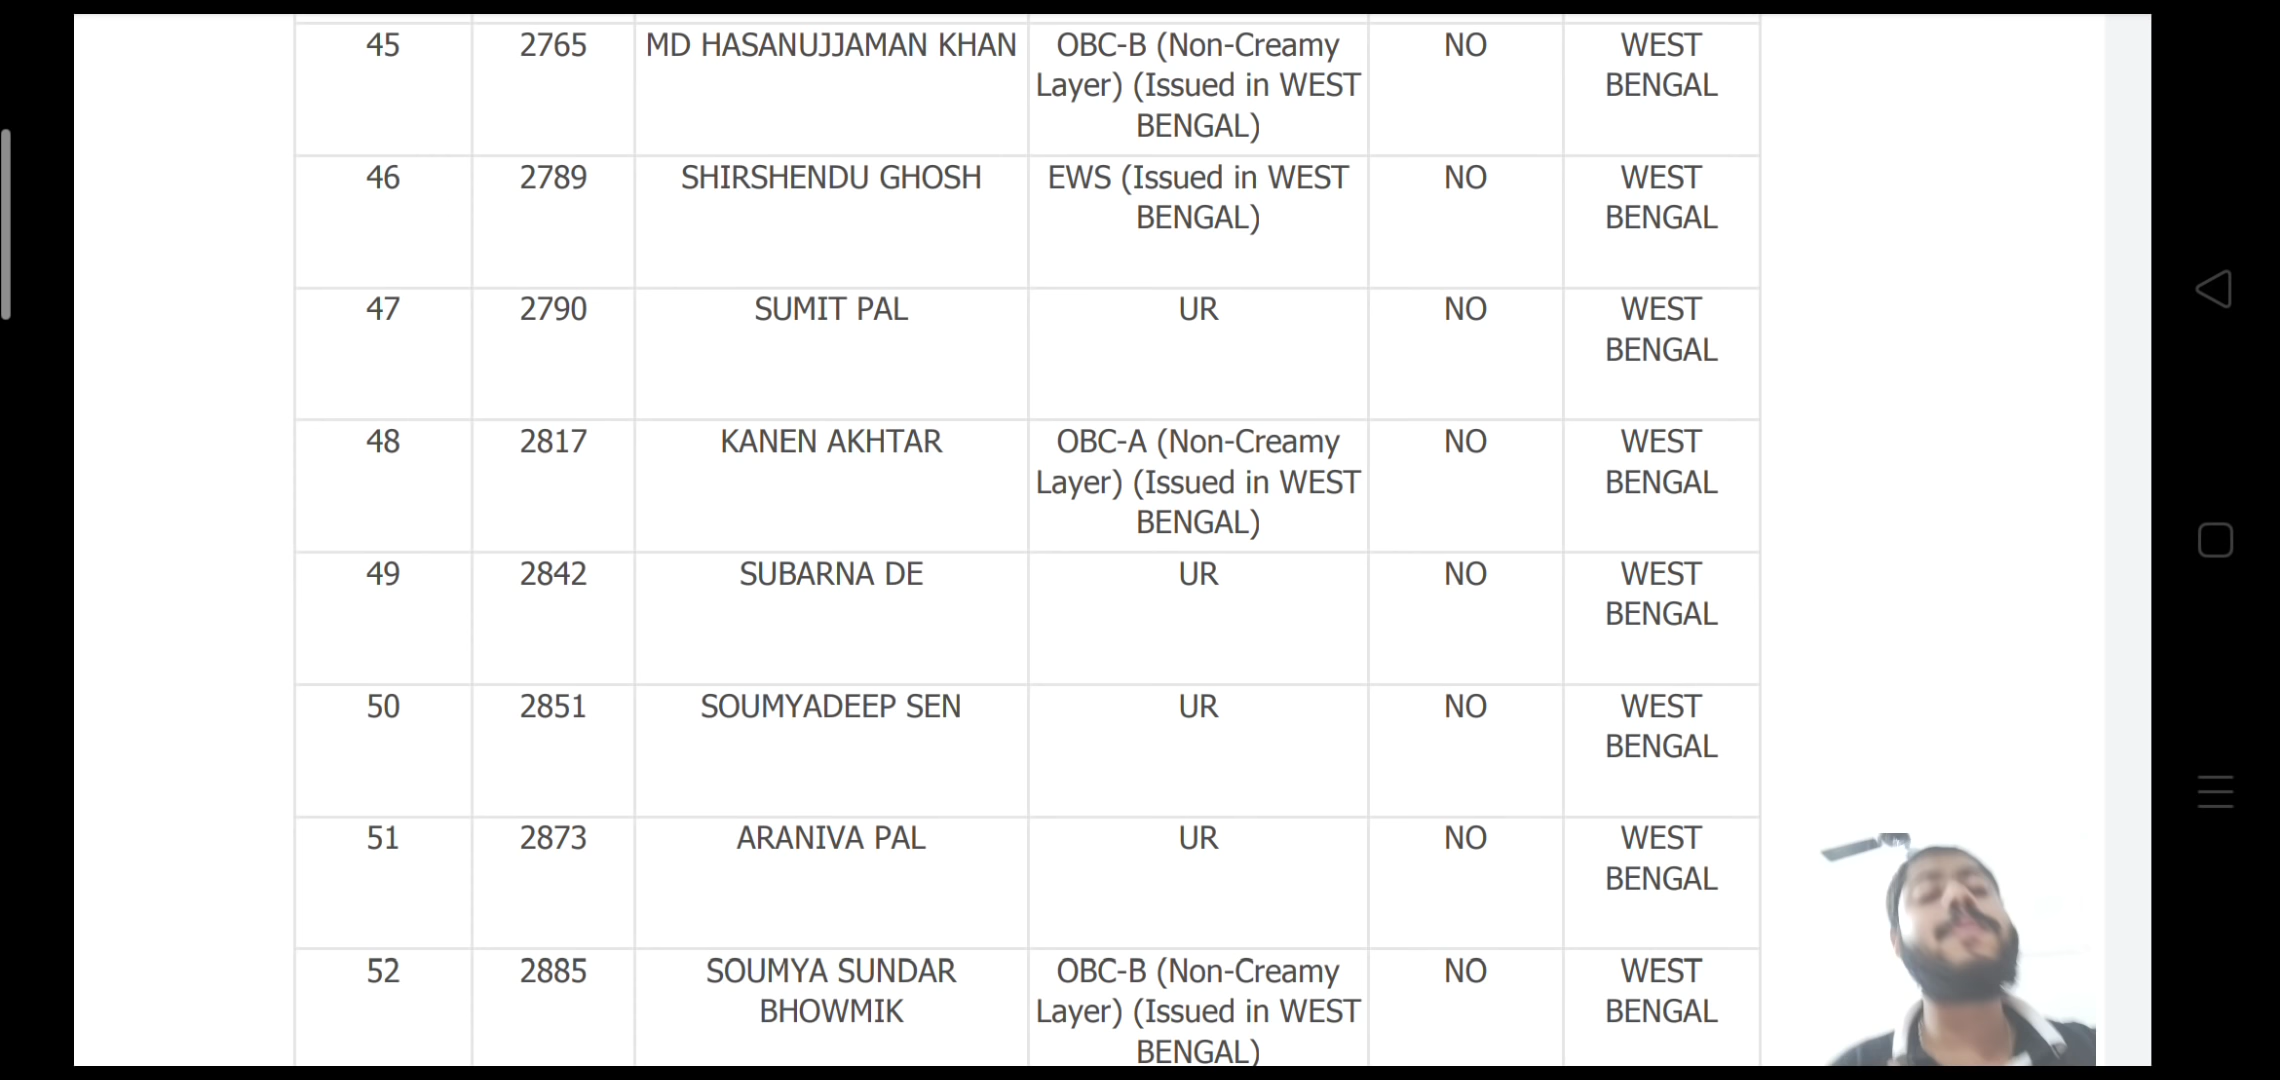 45 2765 MD HASANUJJAMAN KHAN OBC-B (Non-Creamy NO WEST
Layer) (Issued in WEST BENGAL
BENGAL)
46 2789 SHIRSHENDU GHOSH EWS (Issued in WEST NO WEST
BENGAL) BENGAL
47 2790 SUMIT PAL UR NO WEST
BENGAL
48 2817 KANEN AKHTAR OBC-A (Non-Creamy NO WEST
Layer) (Issued in WEST BENGAL
BENGAL)
49 2842 SUBARNA DE UR NO WEST
BENGAL
50 2851 SOUMYADEEP SEN UR NO WEST
BENGAL
51 2873 ARANIVA PAL UR NO WEST
BENGAL
52 2885 SOUMYA SUNDAR OBC-B (Non-Creamy NO WEST
BHOWMIK Layer) (Issued in WEST BENGAL
BENGAL)